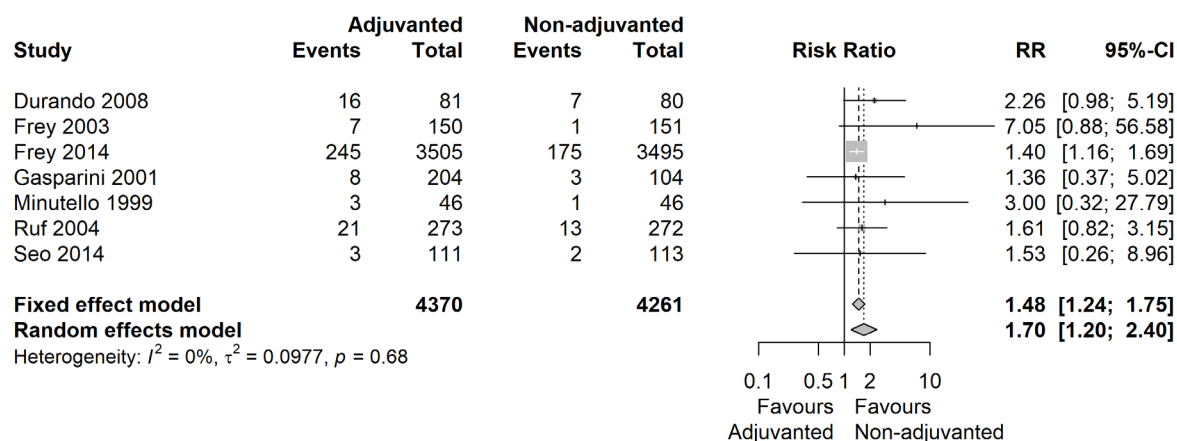 Adjuvanted Non-adjuvanted
Study Events Total Events Total Risk Ratio RR 95%-CI
Durando 2008 16 81 7 80 2.26 [0.98; 5.19]
Frey 2003 7 150 1 151 7.05 [0.88; 56.58]
Frey 2014 245 3505 175 3495 1.40 [1.16; 1.69]
Gasparini 2001 8 204 3 104 1.36 [0.37; 5.02]
Minutello 1999 3 46 1 46 3.00 [0.32; 27.79]
Ruf 2004 21 273 13 272 1.61 [0.82; 3.15]
Seo 2014 3 111 2 113 1.53 [0.26; 8.96]
Fixed effect model 4370 4261 1.48 [1.24; 1.75]
Random effects model 1.70 [1.20; 2.40]
Heterogeneity: I² = 0%, τ² = 0.0977, p = 0.68
0.1 0.5 1 2 10
Favours Favours
Adjuvanted Non-adjuvanted